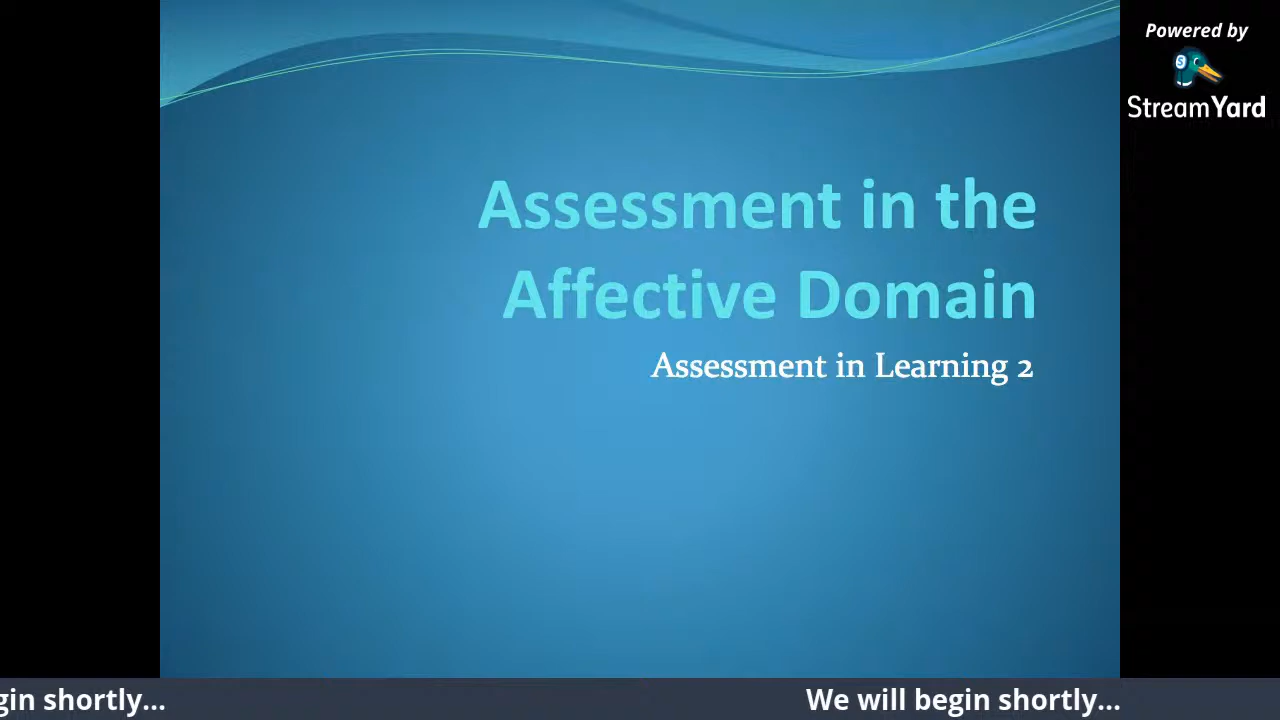 Powered by
StreamYard
Assessment in the
Affective Domain
Assessment in Learning 2
gin shortly... We will begin shortly...